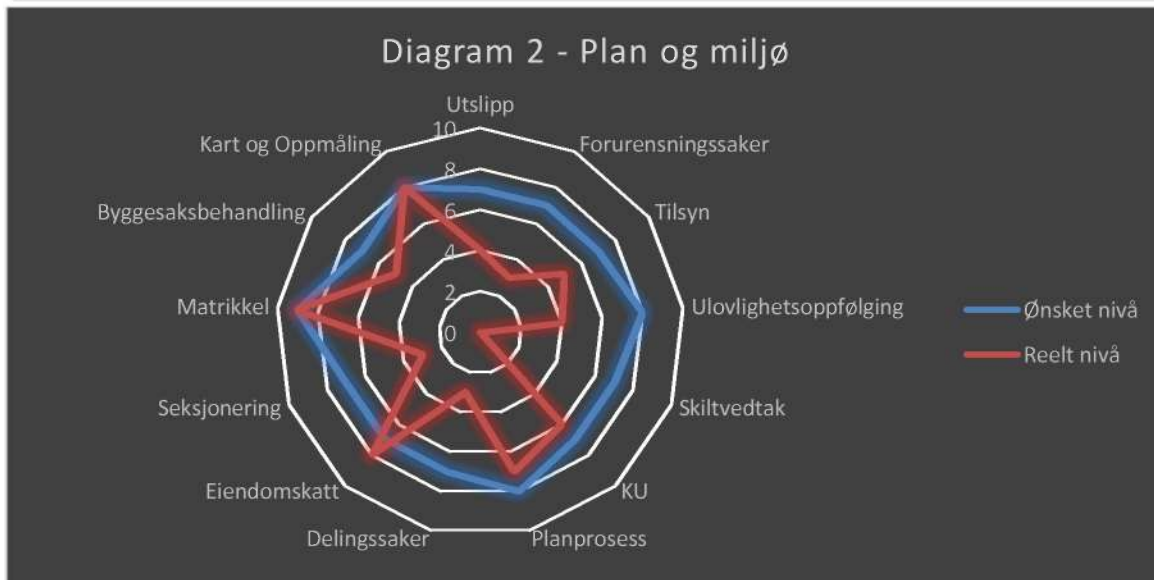 Diagram 2 - Plan og miljø
Utslipp
Forurensningssaker
Tilsyn
Ulovlighetsoppfølging
Skiltvedtak
KU
Planprosess
Delingssaker
Eiendomskatt
Seksjonering
Matrikkel
Byggesaksbehandling
Kart og Oppmåling
10
8
6
4
2
0
Ønsket nivå
Reelt nivå